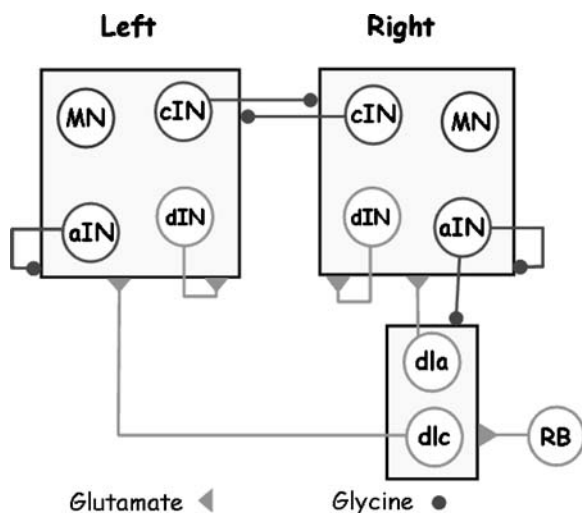 Left Right
MN cIN cIN MN
aIN dIN dIN aIN
dla
dlc RB
Glutamate Glycine